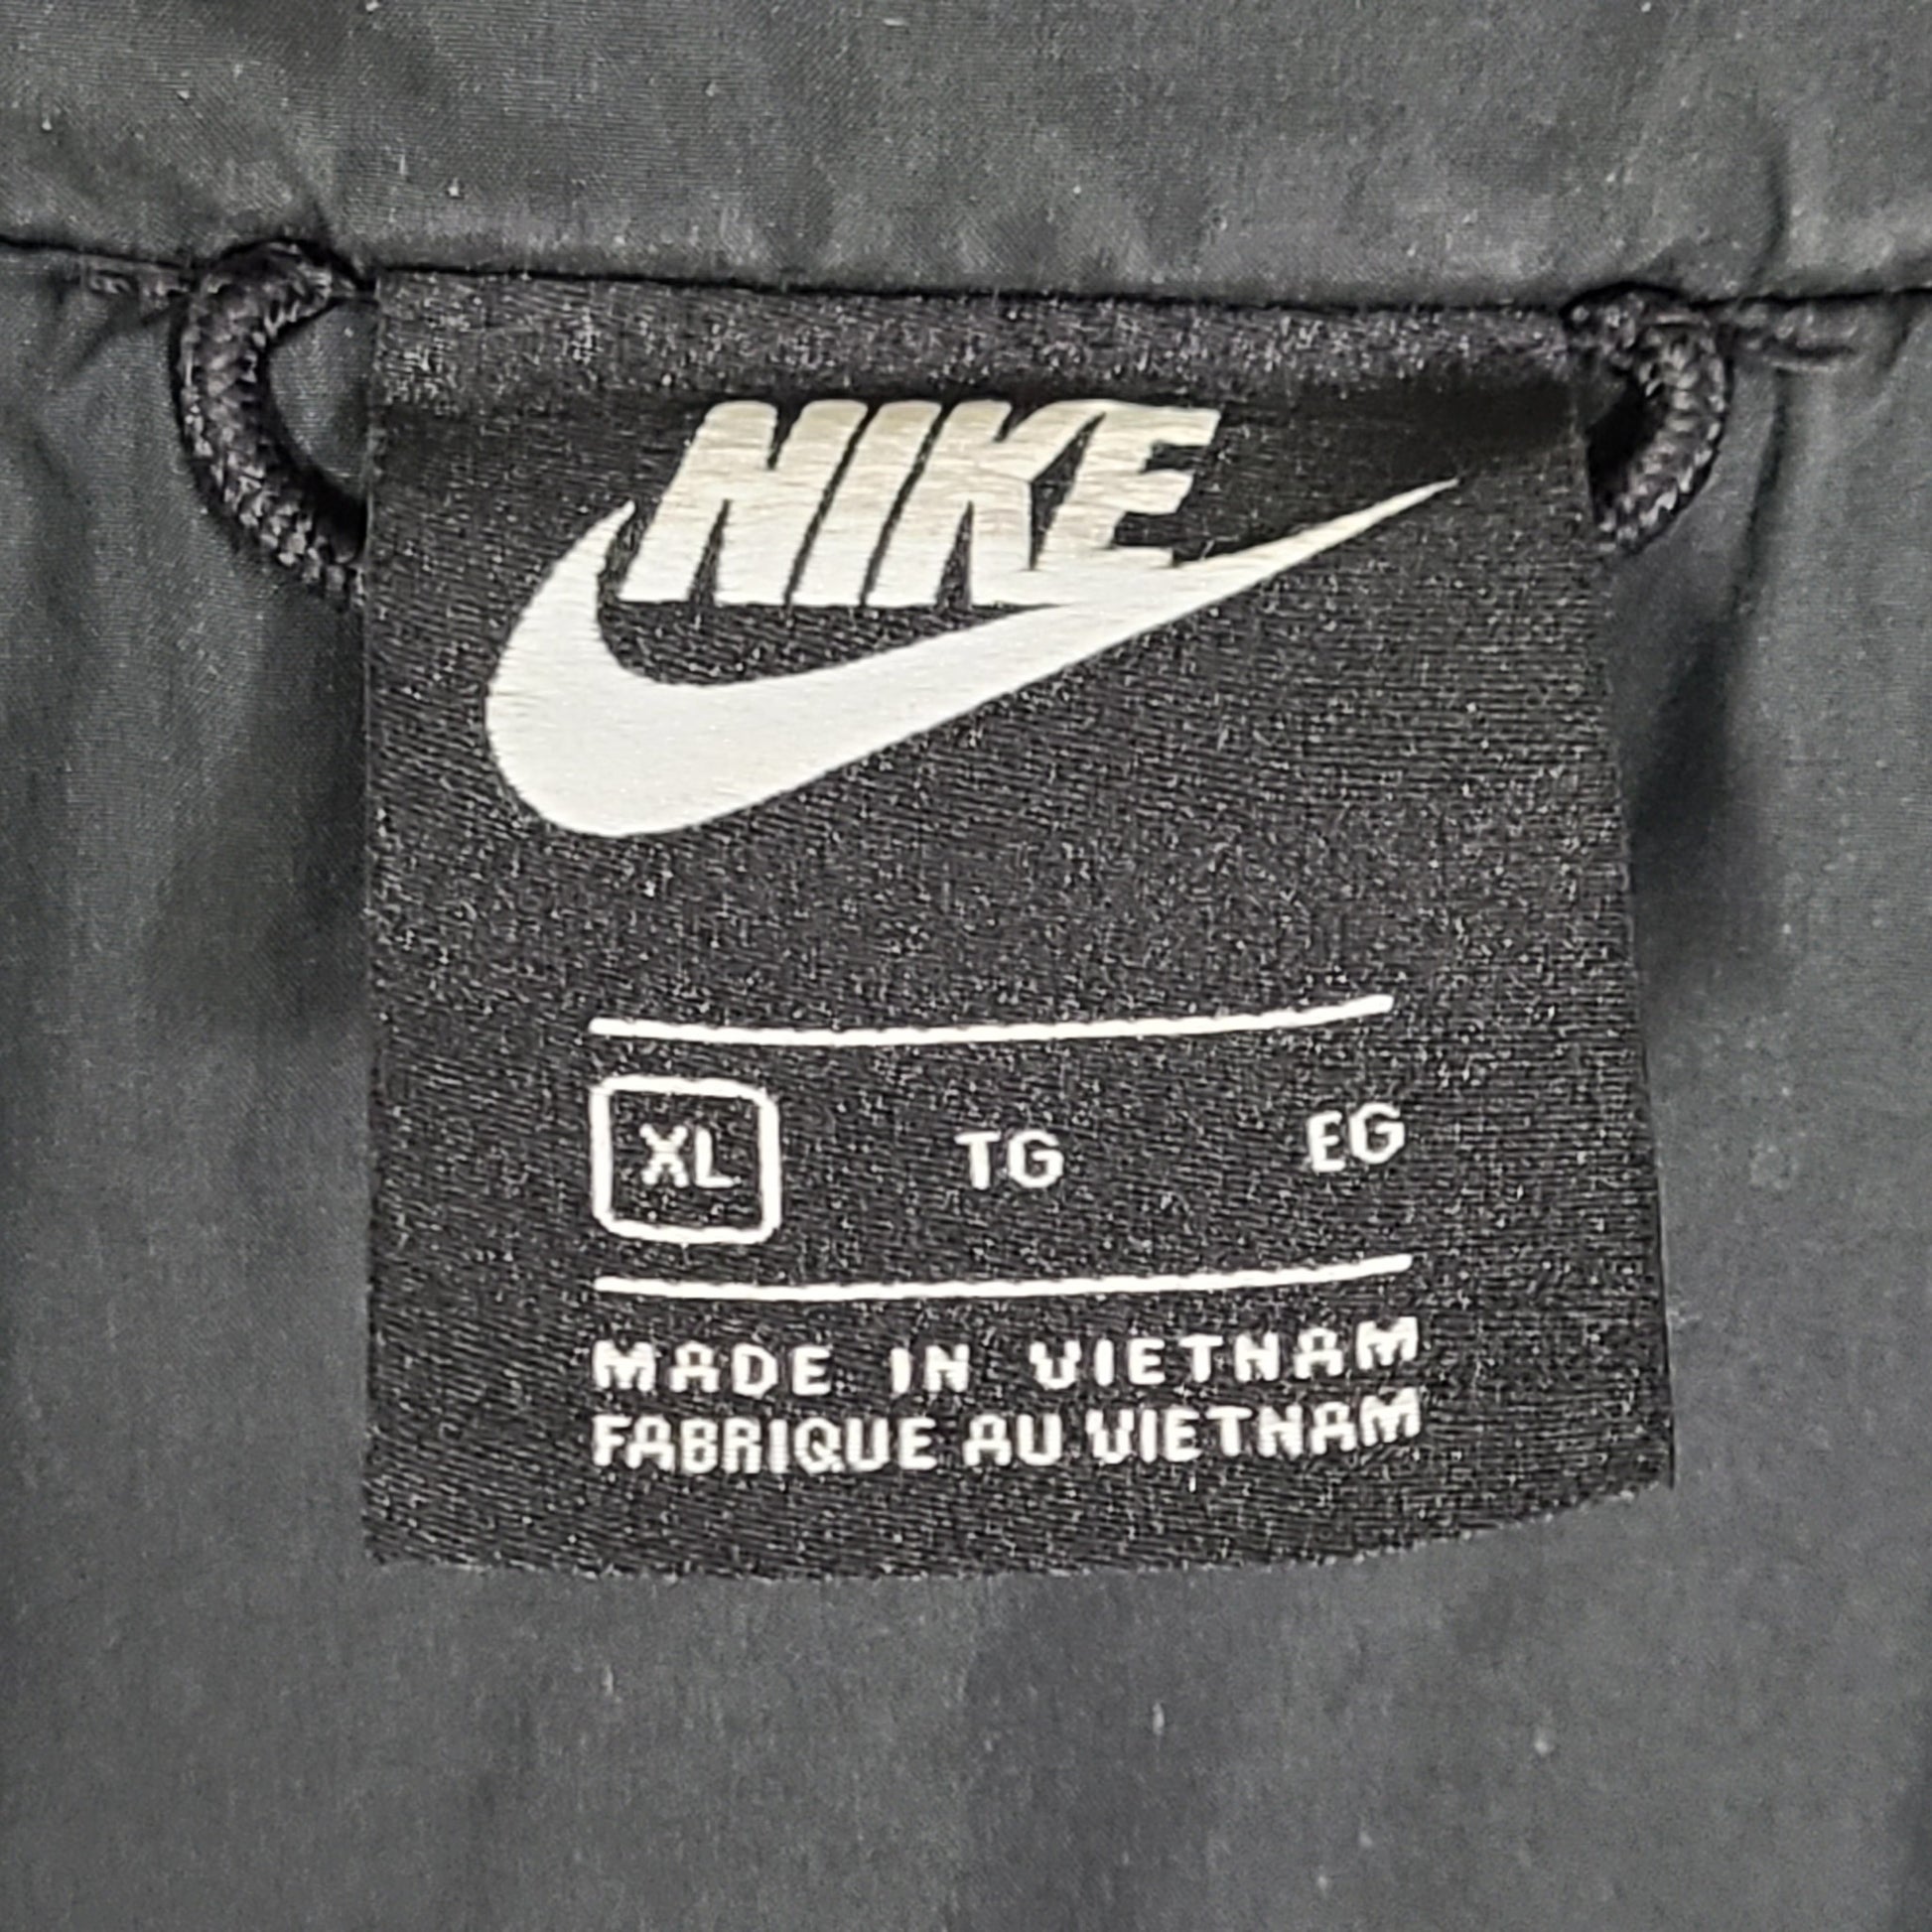 NIKE
XL TG EG
MADE IN VIETNAM
FABRIQUE AU VIETNAM